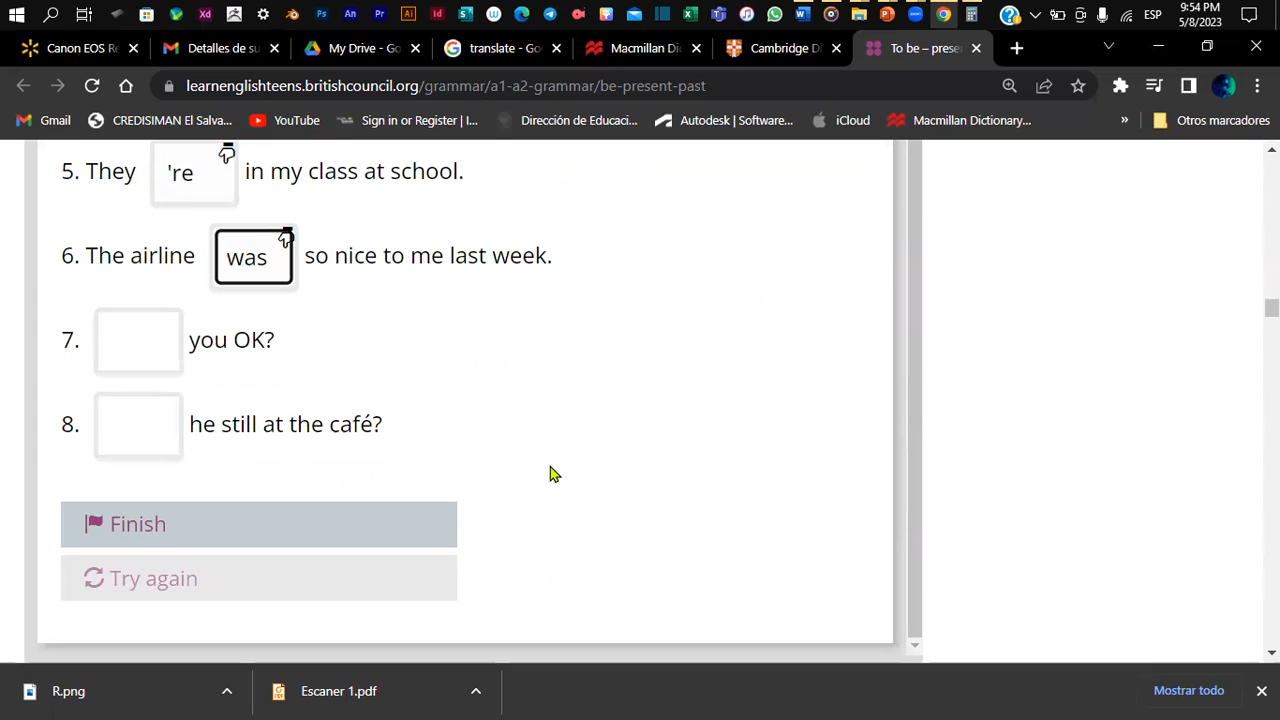 ESP
9:54 PM
5/8/2023
Canon EOS Re
Detalles de su
My Drive - Go
translate - Goo
Macmillan Dic
Cambridge Di
To be – prese
learnenglishteens.britishcouncil.org/grammar/a1-a2-grammar/be-present-past
Gmail
CREDISIMAN El Salva...
YouTube
Sign in or Register | I...
Dirección de Educaci...
Autodesk | Software...
iCloud
Macmillan Dictionary...
»
Otros marcadores
5. They 're in my class at school.
6. The airline was so nice to me last week.
7. you OK?
8. he still at the café?
Finish
Try again
R.png
Escaner 1.pdf
Mostrar todo